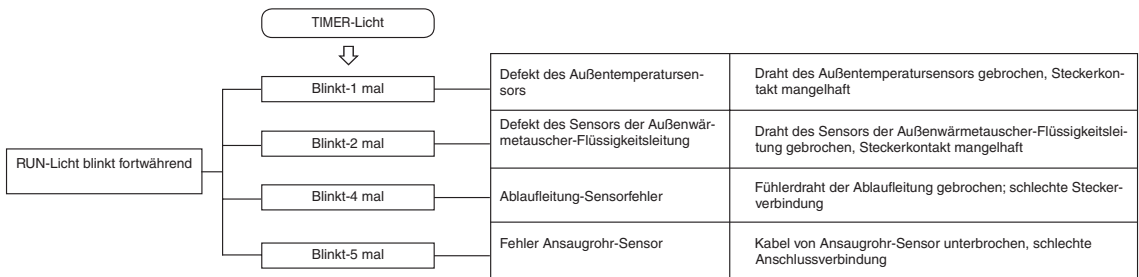 TIMER-Licht
Blinkt-1 mal
Defekt des Außentemperatursen-
sors
Draht des Außentemperatursensors gebrochen, Steckerkon-
takt mangelhaft
RUN-Licht blinkt fortwährend
Blinkt-2 mal
Defekt des Sensors der Außenwär-
metauscher-Flüssigkeitsleitung
Draht des Sensors der Außenwärmetauscher-Flüssigkeitslei-
tung gebrochen, Steckerkontakt mangelhaft
Blinkt-4 mal
Ablaufleitung-Sensorfehler
Fühlerdraht der Ablaufleitung gebrochen; schlechte Stecker-
verbindung
Blinkt-5 mal
Fehler Ansaugrohr-Sensor
Kabel von Ansaugrohr-Sensor unterbrochen, schlechte
Anschlussverbindung